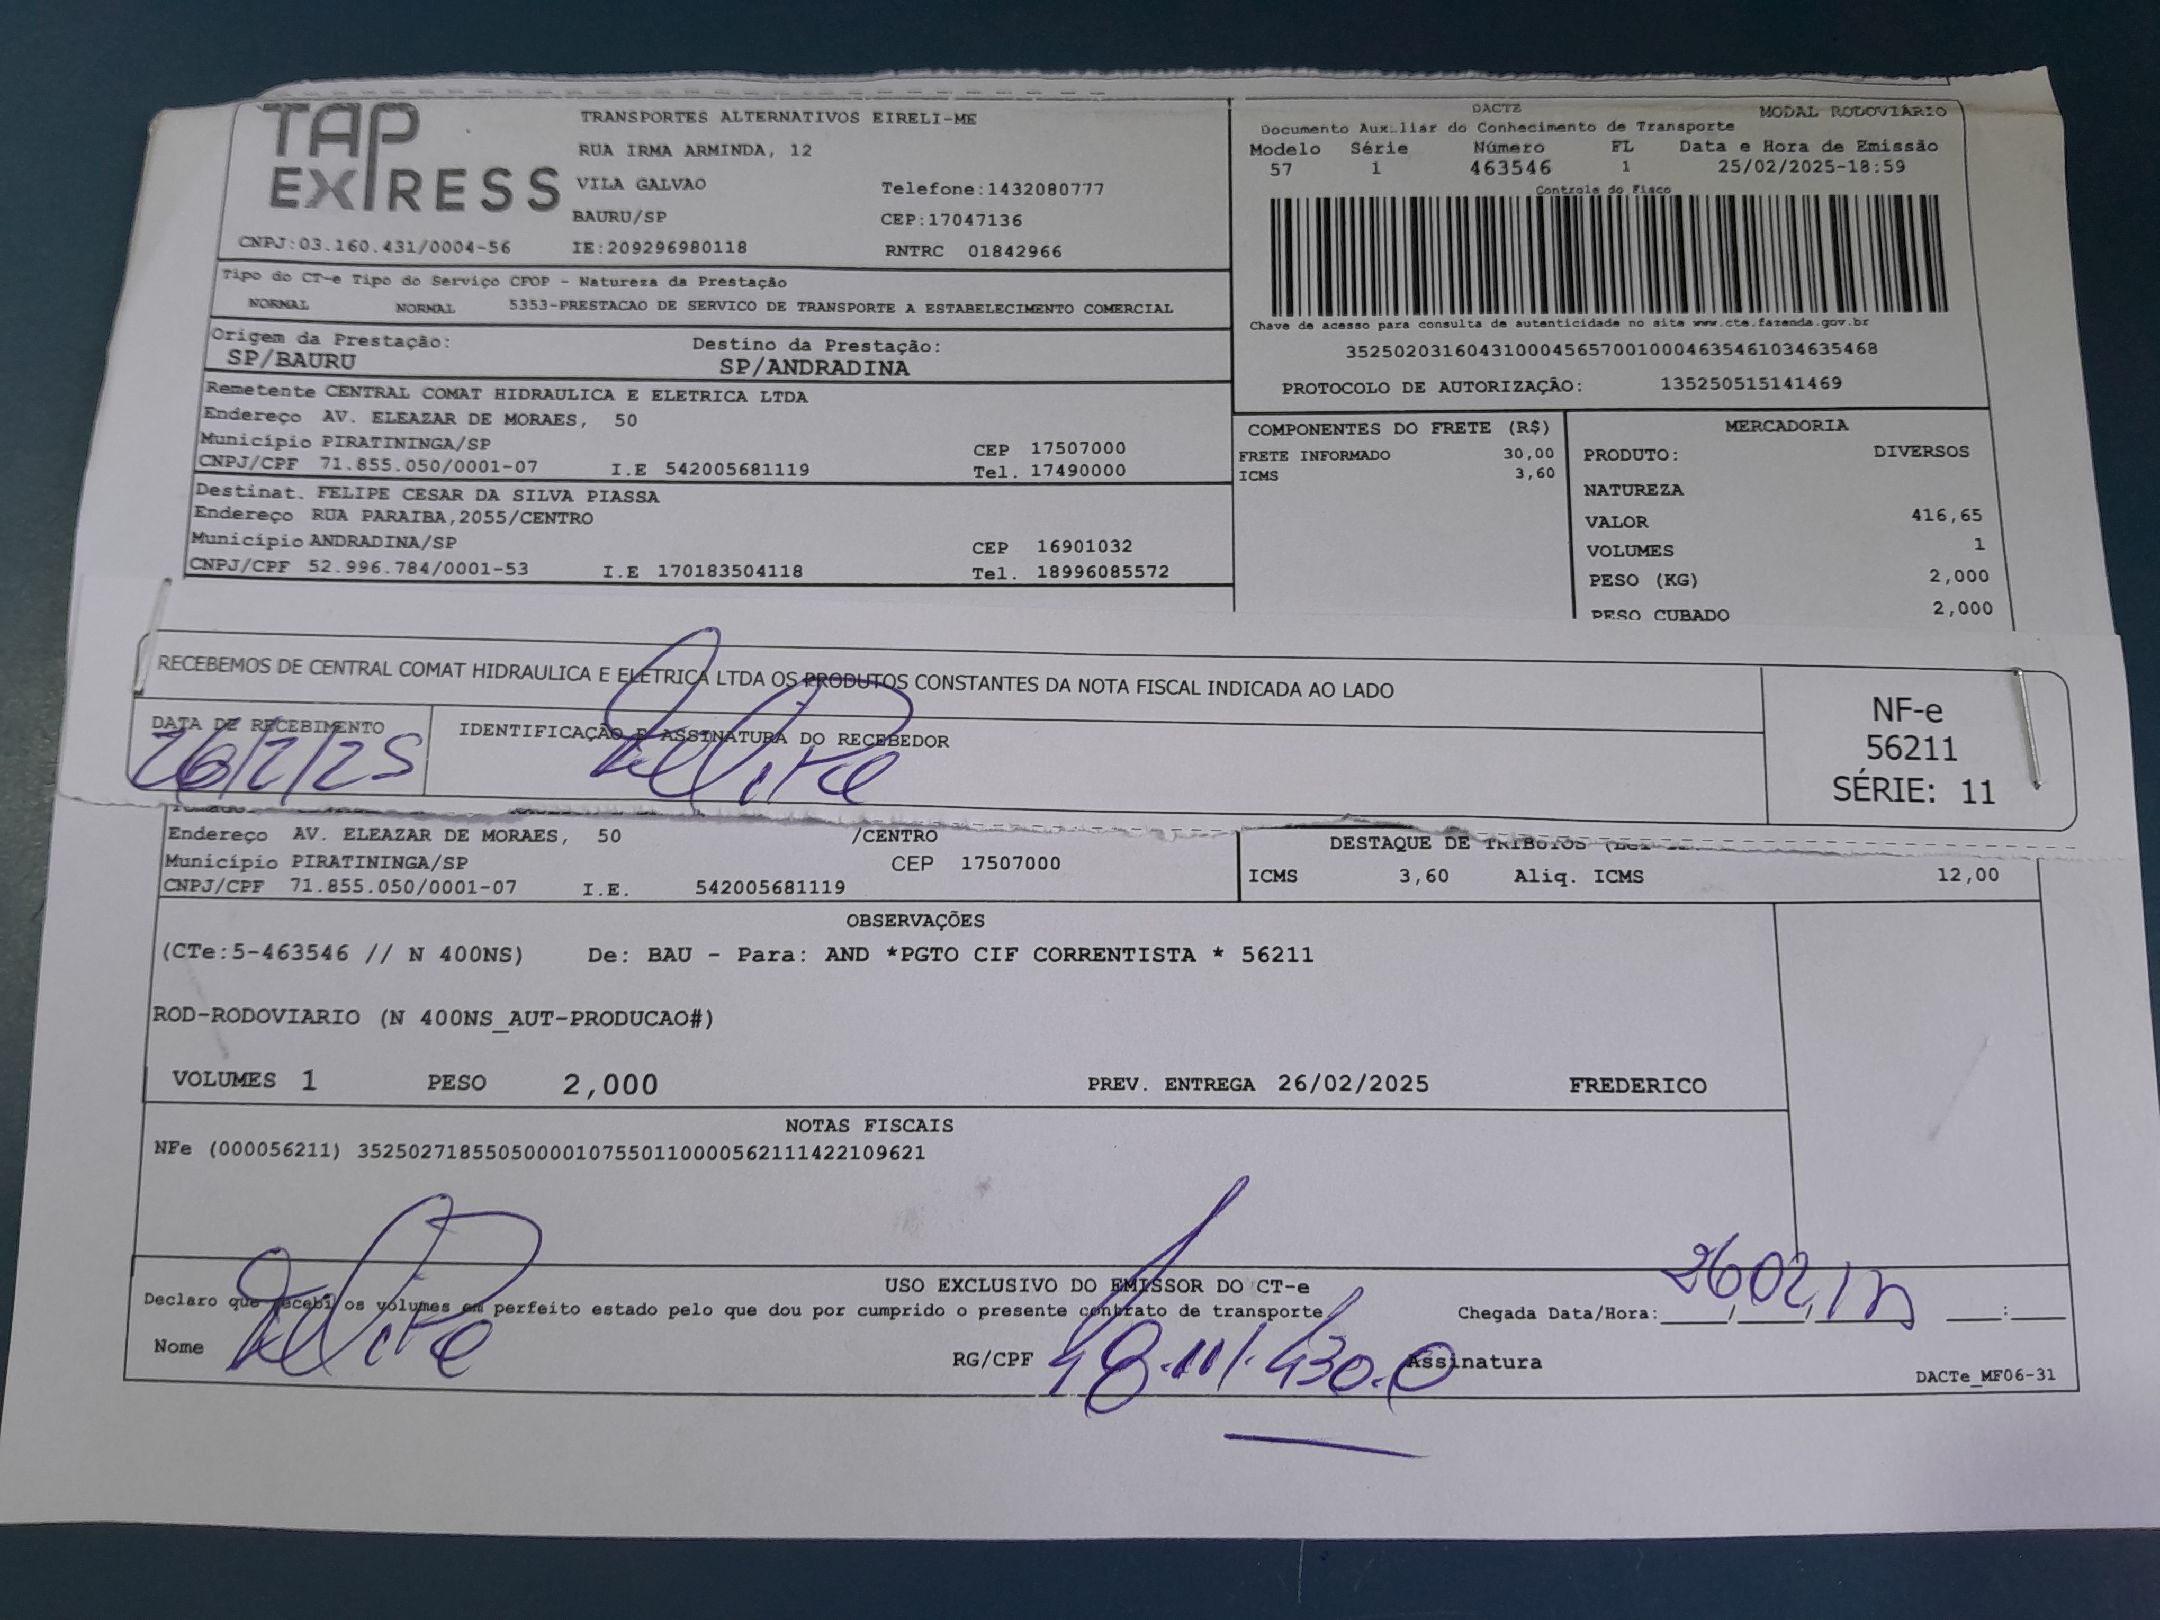 TAP EXPRESS
TRANSPORTES ALTERNATIVOS EIRELI-ME
RUA IRMA ARMINDA, 12
VILA GALVAO Telefone:1432080777
BAURU/SP CEP:17047136
CNPJ:03.160.431/0004-56 IE:209296980118 RNTRC 01842966
DACTE MODAL RODOVIÁRIO
Documento Auxiliar do Conhecimento de Transporte
Modelo Série Número FL Data e Hora de Emissão
57 1 463546 1 25/02/2025-18:59
Controle do Fisco
Chave de acesso para consulta de autenticidade no site www.cte.fazenda.gov.br
35250203160431000456570010004635461034635468
PROTOCOLO DE AUTORIZAÇÃO: 135250515141469
Tipo do CT-e Tipo do Serviço CFOP - Natureza da Prestação
NORMAL NORMAL 5353-PRESTACAO DE SERVICO DE TRANSPORTE A ESTABELECIMENTO COMERCIAL
Origem da Prestação: Destino da Prestação:
SP/BAURU SP/ANDRADINA
Remetente CENTRAL COMAT HIDRAULICA E ELETRICA LTDA
Endereço AV. ELEAZAR DE MORAES, 50
Município PIRATININGA/SP CEP 17507000
CNPJ/CPF 71.855.050/0001-07 I.E 542005681119 Tel. 17490000
Destinat. FELIPE CESAR DA SILVA PIASSA
Endereço RUA PARAIBA,2055/CENTRO
Município ANDRADINA/SP CEP 16901032
CNPJ/CPF 52.996.784/0001-53 I.E 170183504118 Tel. 18996085572
COMPONENTES DO FRETE (R$)
FRETE INFORMADO 30,00
ICMS 3,60
MERCADORIA
PRODUTO: DIVERSOS
NATUREZA
VALOR 416,65
VOLUMES 1
PESO (KG) 2,000
PESO CUBADO 2,000
RECEBEMOS DE CENTRAL COMAT HIDRAULICA E ELETRICA LTDA OS PRODUTOS CONSTANTES DA NOTA FISCAL INDICADA AO LADO
DATA DE RECEBIMENTO IDENTIFICAÇÃO E ASSINATURA DO RECEBEDOR
26/2/25 Felipe
NF-e
56211
SÉRIE: 11
Endereço AV. ELEAZAR DE MORAES, 50 /CENTRO
Município PIRATININGA/SP CEP 17507000
CNPJ/CPF 71.855.050/0001-07 I.E. 542005681119
DESTAQUE DE TRIBUTOS
ICMS 3,60 Aliq. ICMS 12,00
OBSERVAÇÕES
(CTe:5-463546 // N 400NS) De: BAU - Para: AND *PGTO CIF CORRENTISTA * 56211
ROD-RODOVIARIO (N 400NS_AUT-PRODUCAO#)
VOLUMES 1 PESO 2,000 PREV. ENTREGA 26/02/2025 FREDERICO
NOTAS FISCAIS
NFe (000056211) 35250271855050000107550110000562111422109621
USO EXCLUSIVO DO EMISSOR DO CT-e
Declaro que recebi os volumes em perfeito estado pelo que dou por cumprido o presente contrato de transporte
Chegada Data/Hora:____/____/____ ____:____
Nome Felipe RG/CPF 48.111.430.0 Assinatura
DACTe_MF06-31